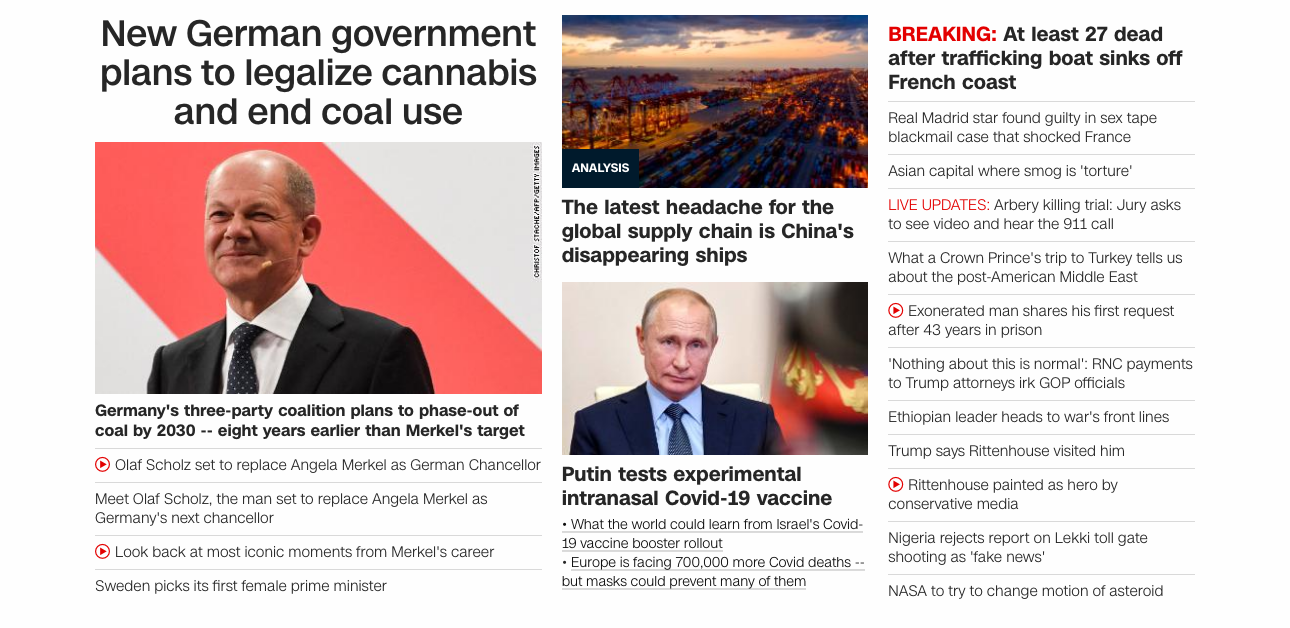 New German government
plans to legalize cannabis
and end coal use
CHRISTOF STACHE/AFP/GETTY IMAGES
Germany's three-party coalition plans to phase-out of
coal by 2030 -- eight years earlier than Merkel's target
Olaf Scholz set to replace Angela Merkel as German Chancellor
Meet Olaf Scholz, the man set to replace Angela Merkel as
Germany's next chancellor
Look back at most iconic moments from Merkel's career
Sweden picks its first female prime minister
ANALYSIS
The latest headache for the
global supply chain is China's
disappearing ships
Putin tests experimental
intranasal Covid-19 vaccine
• What the world could learn from Israel's Covid-
19 vaccine booster rollout
• Europe is facing 700,000 more Covid deaths --
but masks could prevent many of them
BREAKING: At least 27 dead
after trafficking boat sinks off
French coast
Real Madrid star found guilty in sex tape
blackmail case that shocked France
Asian capital where smog is 'torture'
LIVE UPDATES: Arbery killing trial: Jury asks
to see video and hear the 911 call
What a Crown Prince's trip to Turkey tells us
about the post-American Middle East
Exonerated man shares his first request
after 43 years in prison
'Nothing about this is normal': RNC payments
to Trump attorneys irk GOP officials
Ethiopian leader heads to war's front lines
Trump says Rittenhouse visited him
Rittenhouse painted as hero by
conservative media
Nigeria rejects report on Lekki toll gate
shooting as 'fake news'
NASA to try to change motion of asteroid